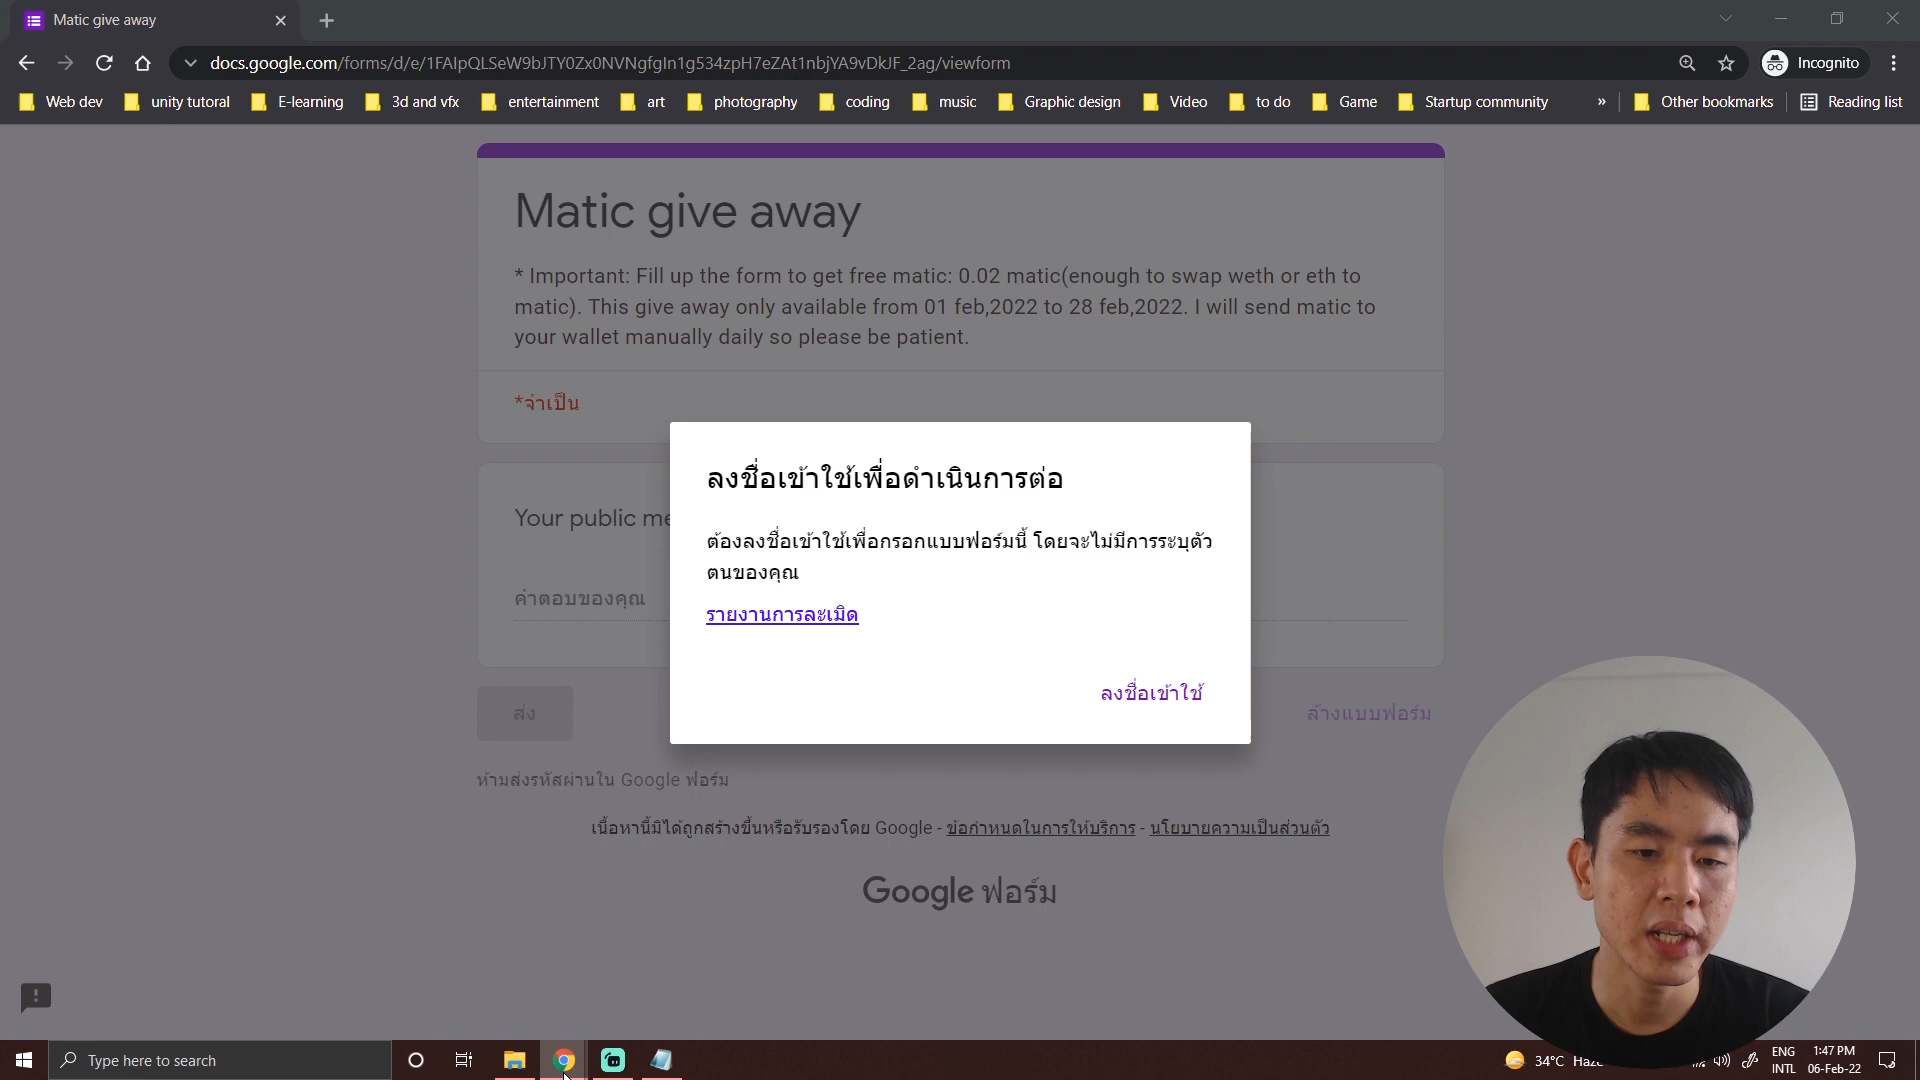 Matic give away
docs.google.com/forms/d/e/1FAIpQLSeW9bJTY0Zx0NVNgfgIn1g534zpH7eZAt1nbjYA9vDkJF_2ag/viewform
Incognito
Web dev
unity tutoral
E-learning
3d and vfx
entertainment
art
photography
coding
music
Graphic design
Video
to do
Game
Startup community
»
Other bookmarks
Reading list
Matic give away
* Important: Fill up the form to get free matic: 0.02 matic(enough to swap weth or eth to
matic). This give away only available from 01 feb,2022 to 28 feb,2022. I will send matic to
your wallet manually daily so please be patient.
*จำเป็น
ลงชื่อเข้าใช้เพื่อดำเนินการต่อ
Your public
ต้องลงชื่อเข้าใช้เพื่อกรอกแบบฟอร์มนี้ โดยจะไม่มีการระบุตัว
ตนของคุณ
คำตอบของคุณ
รายงานการละเมิด
ลงชื่อเข้าใช้
ส่ง
ล้างแบบฟอร์ม
ห้ามส่งรหัสผ่านใน Google ฟอร์ม
เนื้อหานี้มิได้ถูกสร้างขึ้นหรือรับรองโดย Google - ข้อกำหนดในการให้บริการ - นโยบายความเป็นส่วนตัว
Google ฟอร์ม
Type here to search
34°C
ENG
INTL
1:47 PM
06-Feb-22